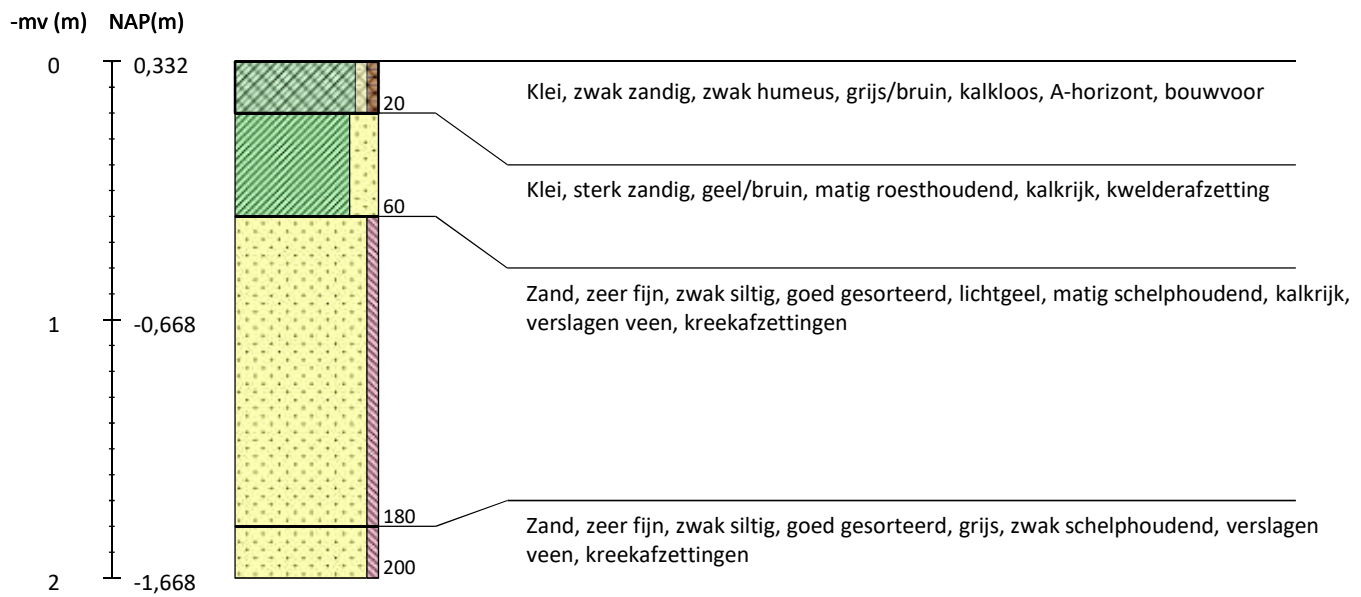 -mv (m) NAP(m)
0 0,332
Klei, zwak zandig, zwak humeus, grijs/bruin, kalkloos, A-horizont, bouwvoor
20
Klei, sterk zandig, geel/bruin, matig roesthoudend, kalkrijk, kwelderafzetting
60
Zand, zeer fijn, zwak siltig, goed gesorteerd, lichtgeel, matig schelphoudend, kalkrijk,
verslagen veen, kreekafzettingen
1 -0,668
180
Zand, zeer fijn, zwak siltig, goed gesorteerd, grijs, zwak schelphoudend, verslagen
veen, kreekafzettingen
200
2 -1,668